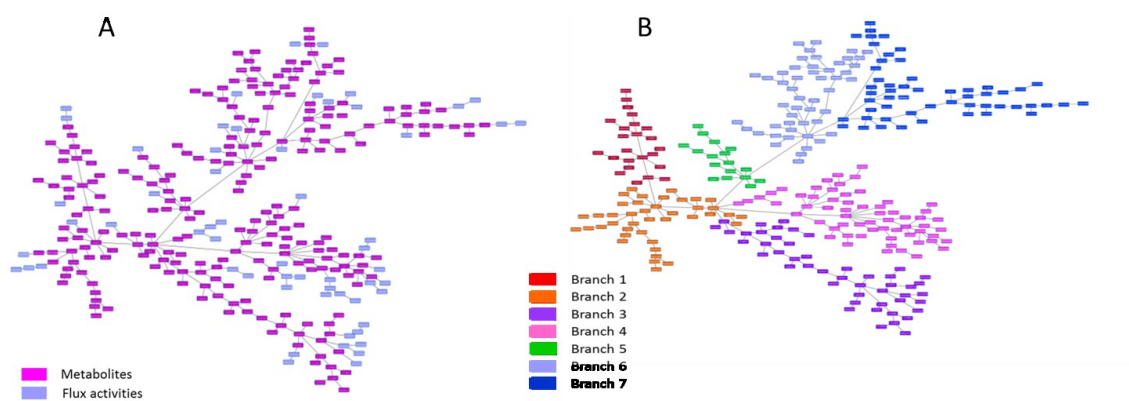 A
B
Metabolites
Flux activities
Branch 1
Branch 2
Branch 3
Branch 4
Branch 5
Branch 6
Branch 7